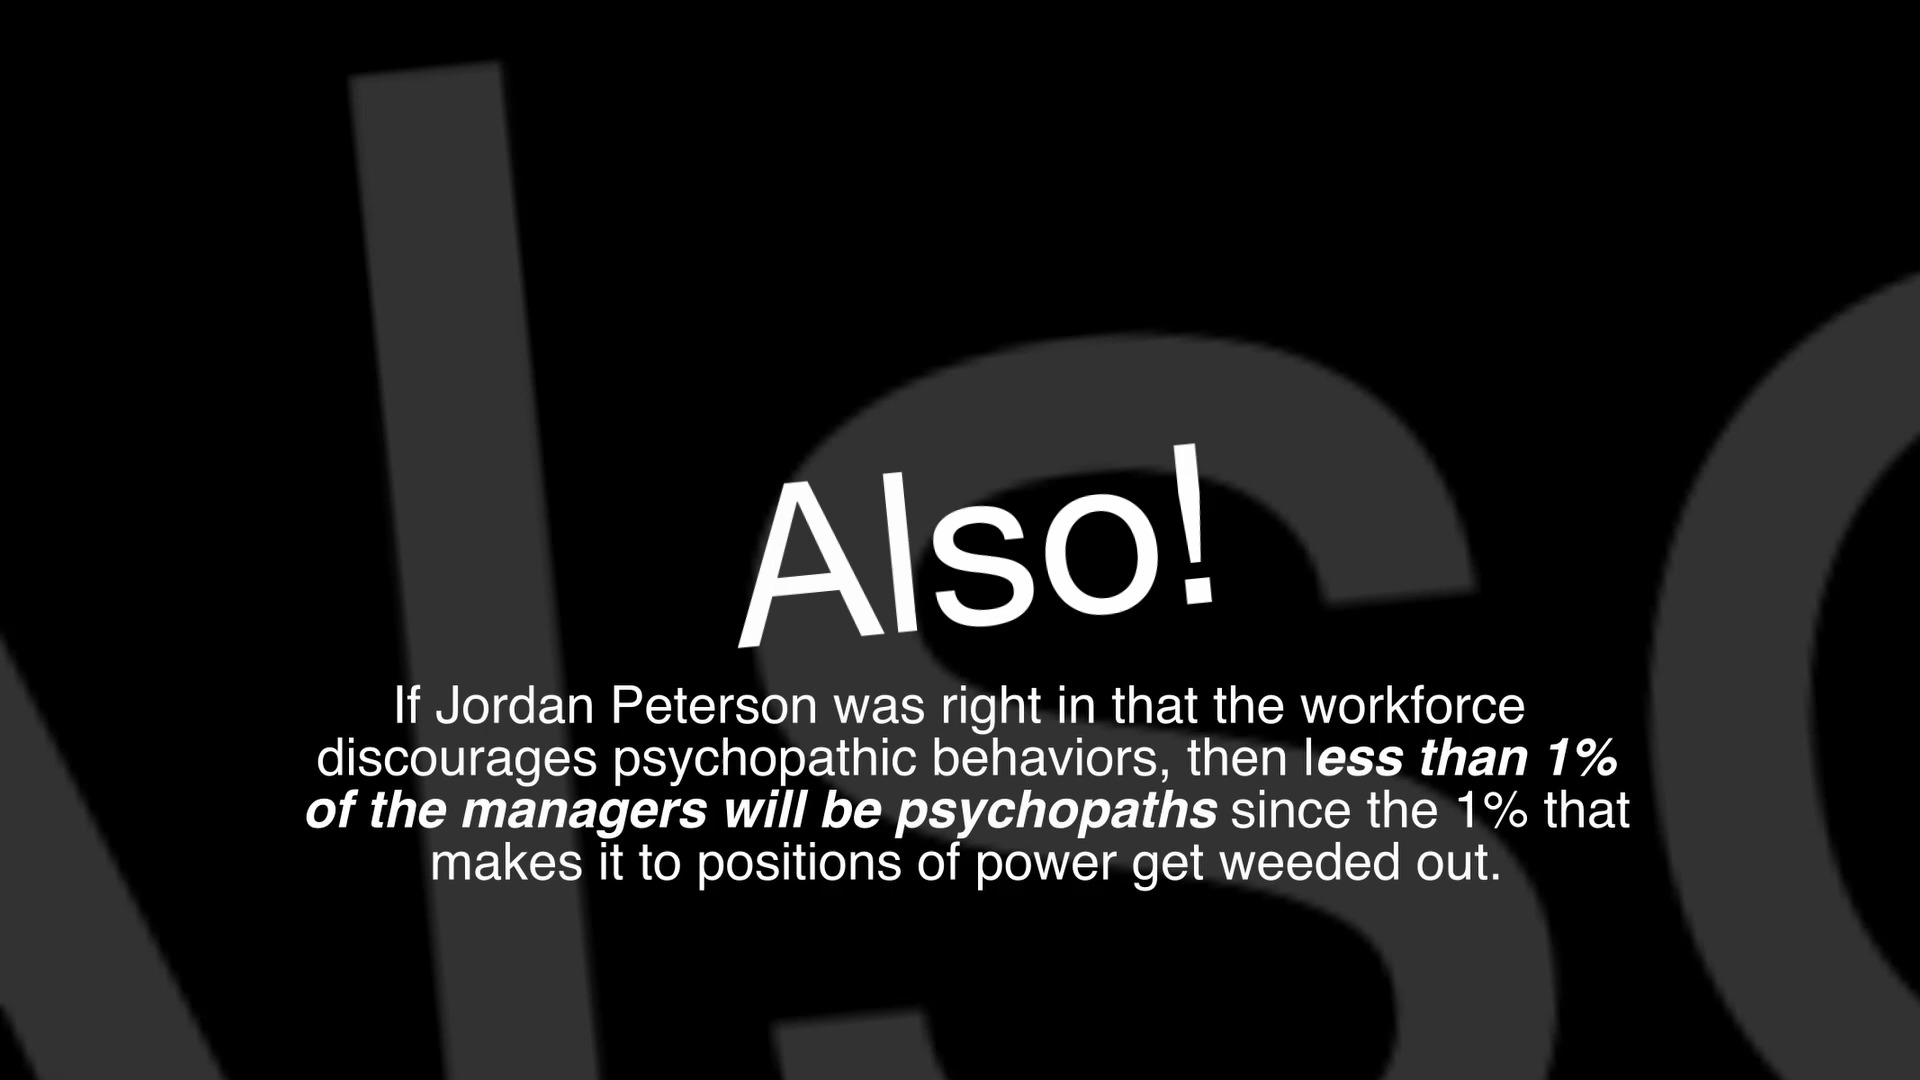 Also!
If Jordan Peterson was right in that the workforce
discourages psychopathic behaviors, then less than 1%
of the managers will be psychopaths since the 1% that
makes it to positions of power get weeded out.